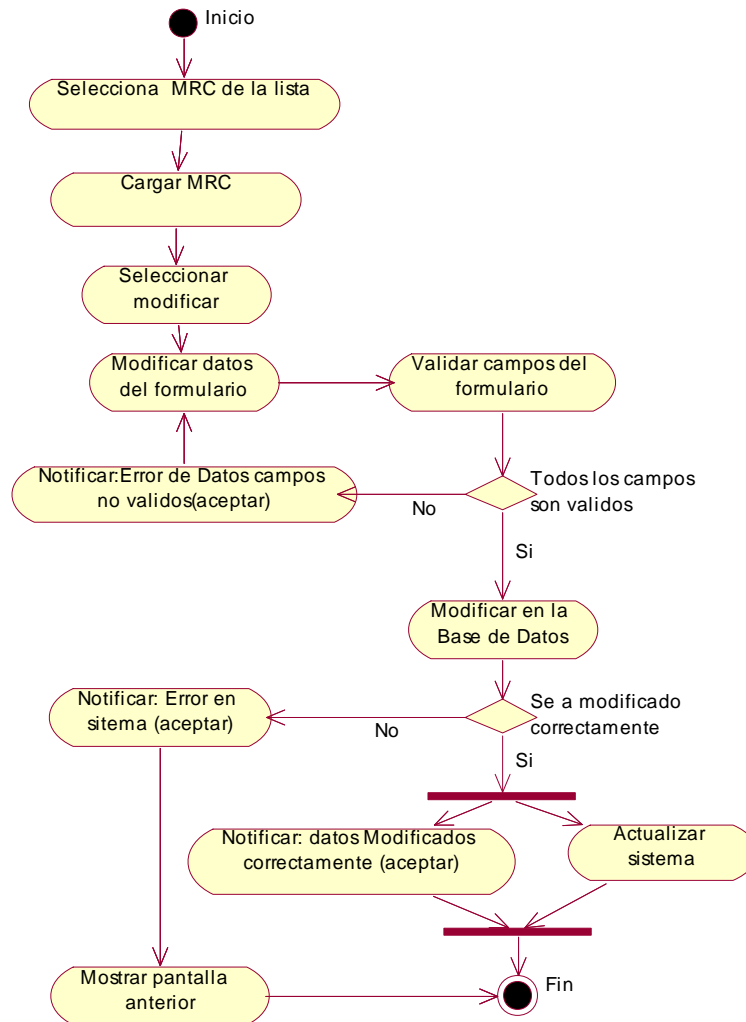 Inicio
Selecciona MRC de la lista
Cargar MRC
Seleccionar
modificar
Modificar datos
del formulario
Validar campos del
formulario
Notificar:Error de Datos campos
no validos(aceptar)
No
Todos los campos
son validos
Si
Modificar en la
Base de Datos
Notificar: Error en
sitema (aceptar)
No
Se a modificado
correctamente
Si
Notificar: datos Modificados
correctamente (aceptar)
Actualizar
sistema
Mostrar pantalla
anterior
Fin